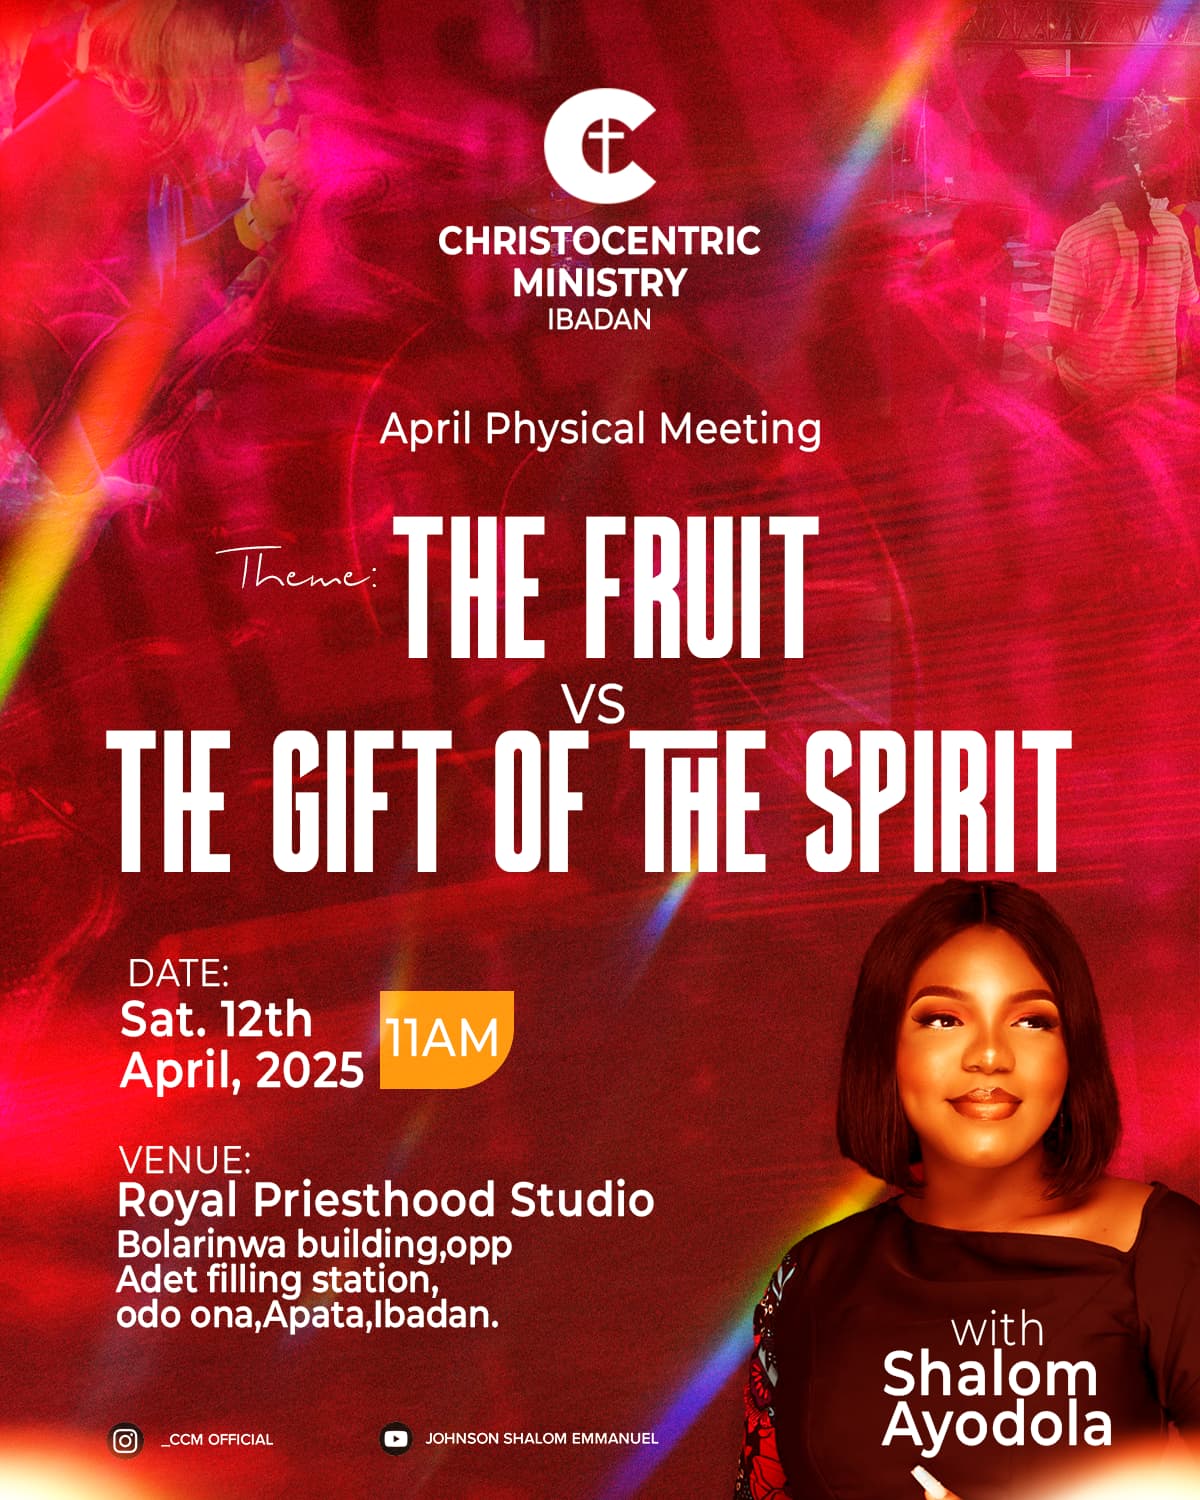 CHRISTOCENTRIC
MINISTRY
IBADAN
April Physical Meeting
Theme: THE FRUIT
VS
THE GIFT OF THE SPIRIT
DATE:
Sat. 12th
April, 2025
11AM
VENUE:
Royal Priesthood Studio
Bolarinwa building,opp
Adet filling station,
odo ona,Apata,Ibadan.
with
Shalom
Ayodola
_CCM OFFICIAL
JOHNSON SHALOM EMMANUEL